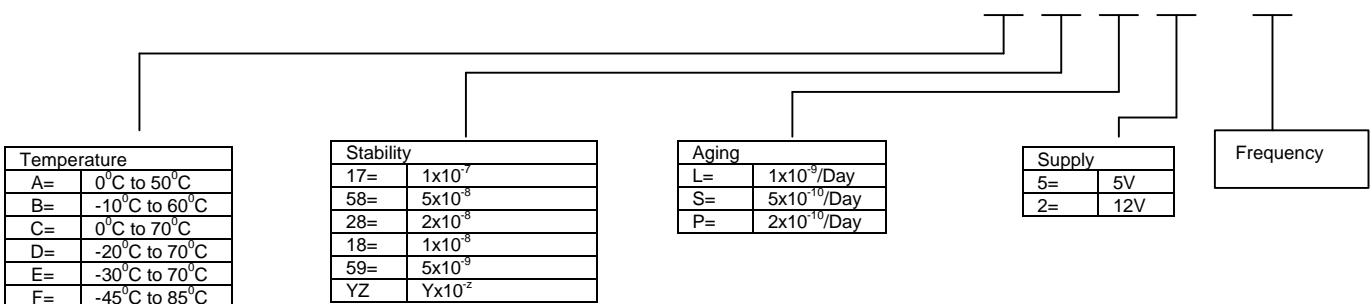 Temperature
A= 0⁰C to 50⁰C
B= -10⁰C to 60⁰C
C= 0⁰C to 70⁰C
D= -20⁰C to 70⁰C
E= -30⁰C to 70⁰C
F= -45⁰C to 85⁰C
Stability
17= 1x10⁻⁷
58= 5x10⁻⁸
28= 2x10⁻⁸
18= 1x10⁻⁸
59= 5x10⁻⁹
YZ Yx10⁻ᶻ
Aging
L= 1x10⁻⁹/Day
S= 5x10⁻¹⁰/Day
P= 2x10⁻¹⁰/Day
Supply
5= 5V
2= 12V
Frequency